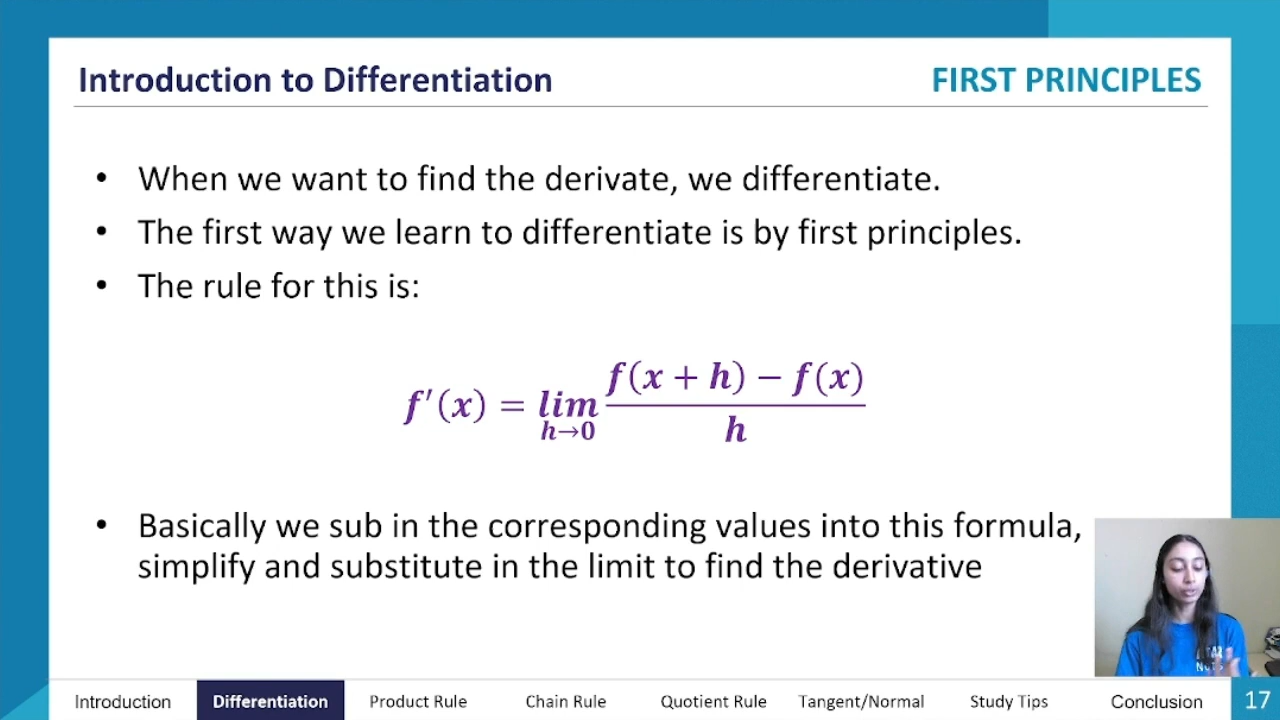 Introduction to Differentiation
FIRST PRINCIPLES
• When we want to find the derivate, we differentiate.
• The first way we learn to differentiate is by first principles.
• The rule for this is:
f′(x) = lim h→0 f(x + h) − f(x) / h
• Basically we sub in the corresponding values into this formula,
simplify and substitute in the limit to find the derivative
Introduction Differentiation Product Rule Chain Rule Quotient Rule Tangent/Normal Study Tips Conclusion 17